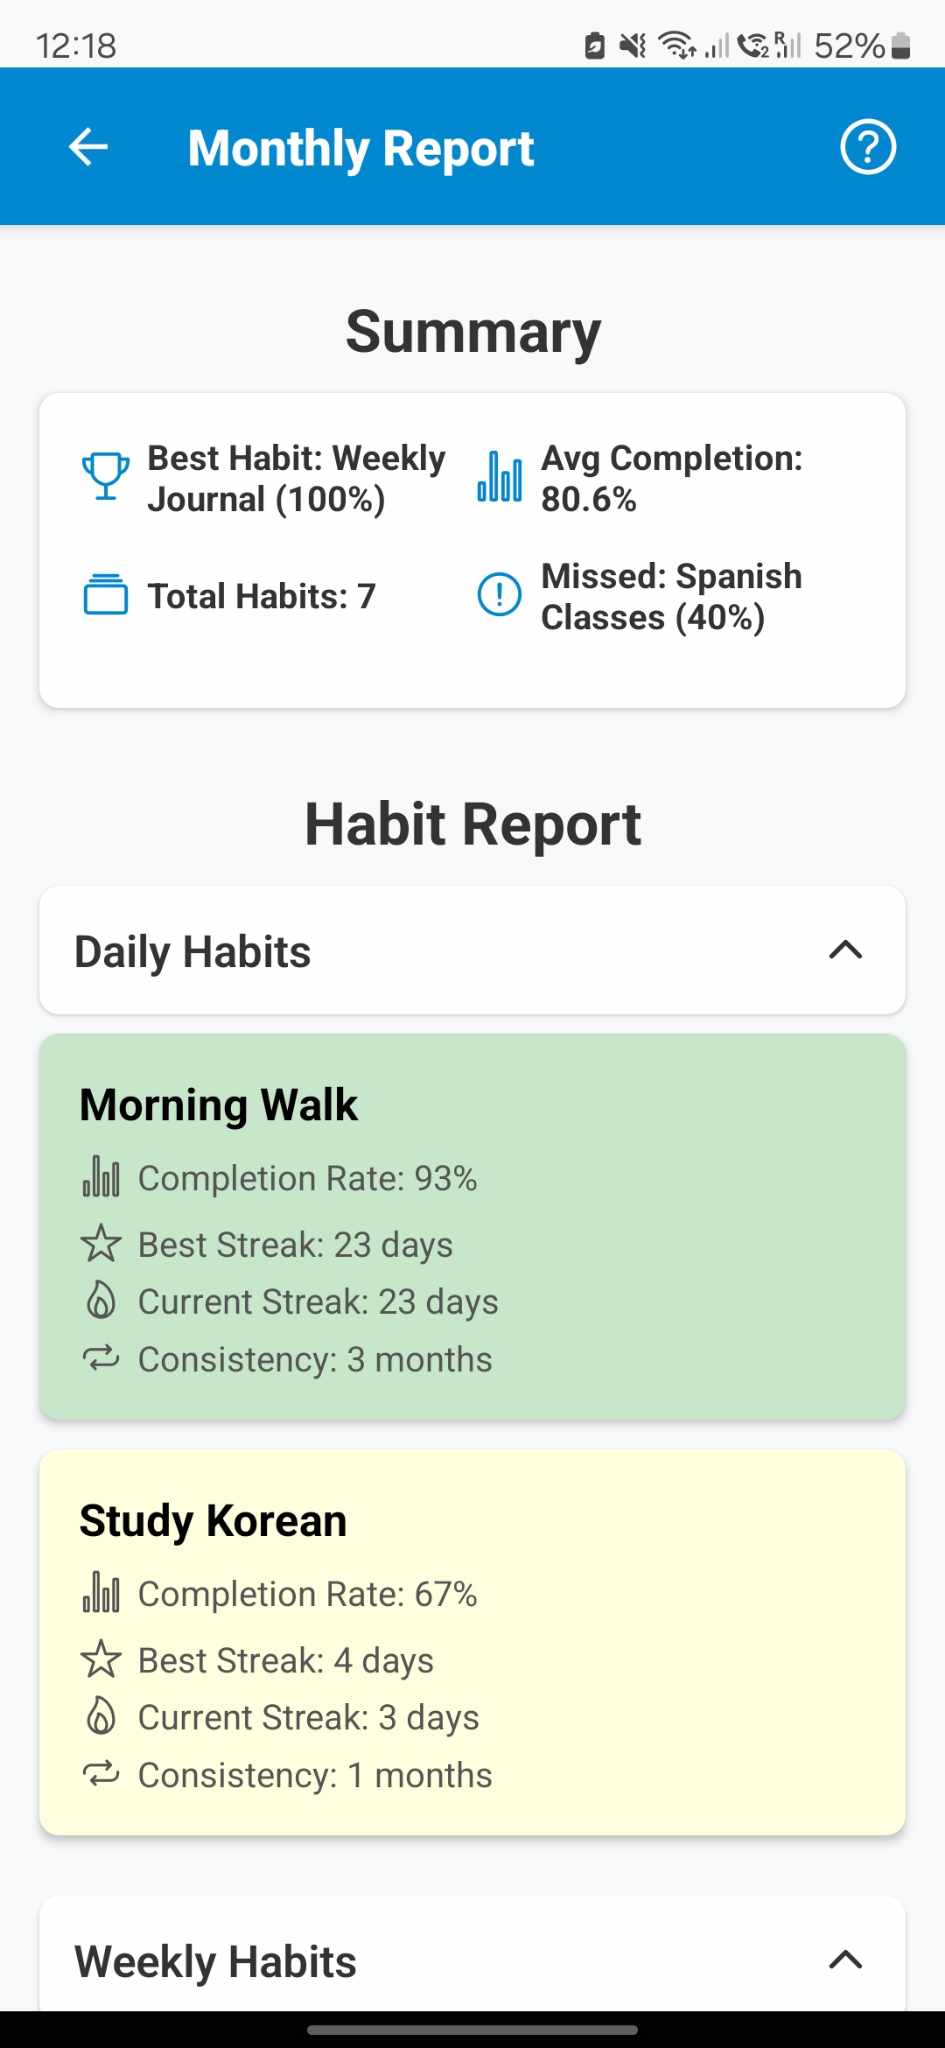 12:18
52%
Monthly Report
Summary
Best Habit: Weekly
Journal (100%)
Avg Completion:
80.6%
Total Habits: 7
Missed: Spanish
Classes (40%)
Habit Report
Daily Habits
Morning Walk
Completion Rate: 93%
Best Streak: 23 days
Current Streak: 23 days
Consistency: 3 months
Study Korean
Completion Rate: 67%
Best Streak: 4 days
Current Streak: 3 days
Consistency: 1 months
Weekly Habits